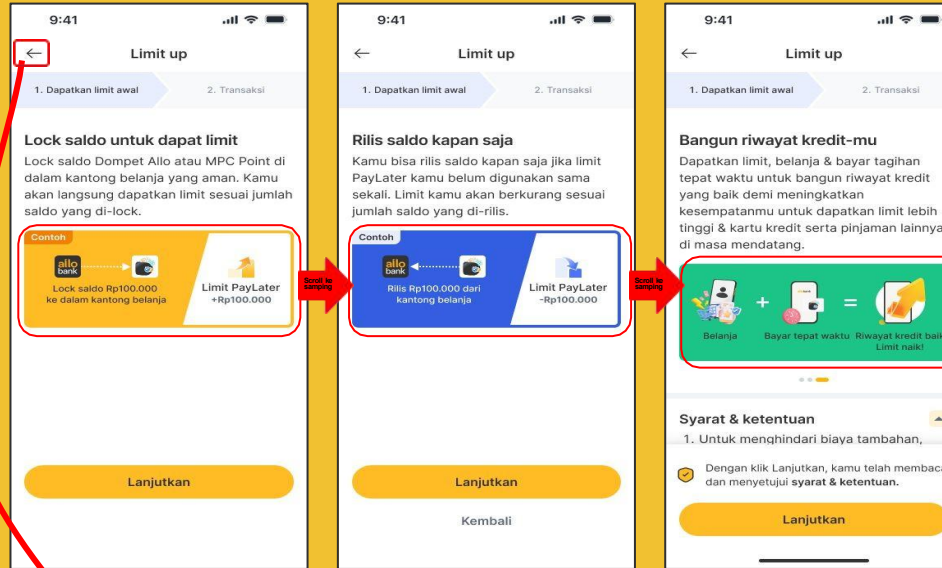 9:41
Limit up
1. Dapatkan limit awal
2. Transaksi
Lock saldo untuk dapat limit
Lock saldo Dompet Allo atau MPC Point di
dalam kantong belanja yang aman. Kamu
akan langsung dapatkan limit sesuai jumlah
saldo yang di-lock.
Contoh
allo
bank
Lock saldo Rp100.000
ke dalam kantong belanja
Limit PayLater
+Rp100.000
Lanjutkan
Scroll ke
samping
9:41
Limit up
1. Dapatkan limit awal
2. Transaksi
Rilis saldo kapan saja
Kamu bisa rilis saldo kapan saja jika limit
PayLater kamu belum digunakan sama
sekali. Limit kamu akan berkurang sesuai
jumlah saldo yang di-rilis.
Contoh
allo
bank
Rilis Rp100.000 dari
kantong belanja
Limit PayLater
-Rp100.000
Lanjutkan
Kembali
Scroll ke
samping
9:41
Limit up
1. Dapatkan limit awal
2. Transaksi
Bangun riwayat kredit-mu
Dapatkan limit, belanja & bayar tagihan
tepat waktu untuk bangun riwayat kredit
yang baik demi meningkatkan
kesempatanmu untuk dapatkan limit lebih
tinggi & kartu kredit serta pinjaman lainnya
di masa mendatang.
+
=
Belanja
Bayar tepat waktu
Riwayat kredit baik
Limit naik!
Syarat & ketentuan
1. Untuk menghindari biaya tambahan,
Dengan klik Lanjutkan, kamu telah membaca
dan menyetujui syarat & ketentuan.
Lanjutkan